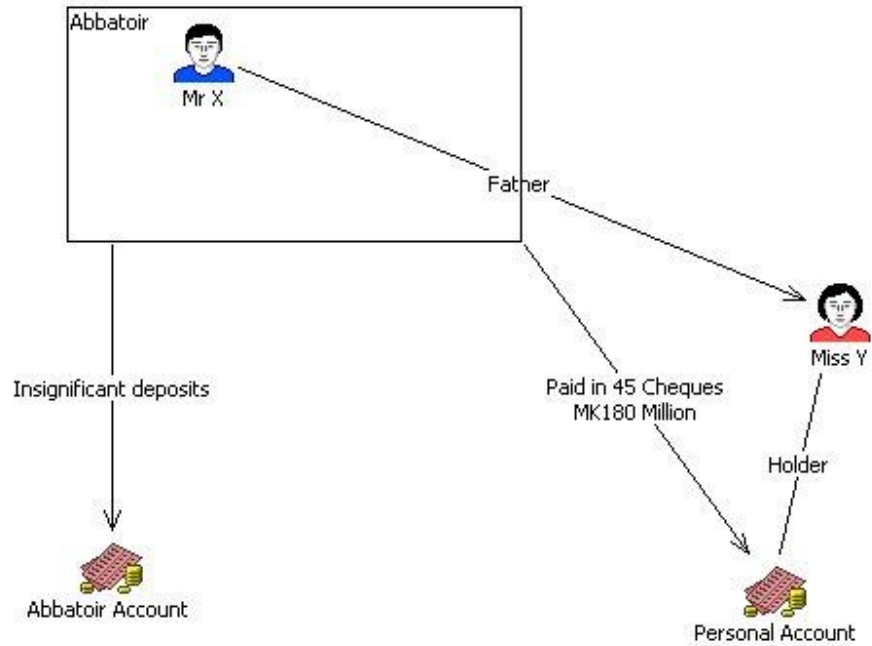 Abbatoir
Mr X
Father
Miss Y
Insignificant deposits
Paid in 45 Cheques
MK180 Million
Holder
Abbatoir Account
Personal Account